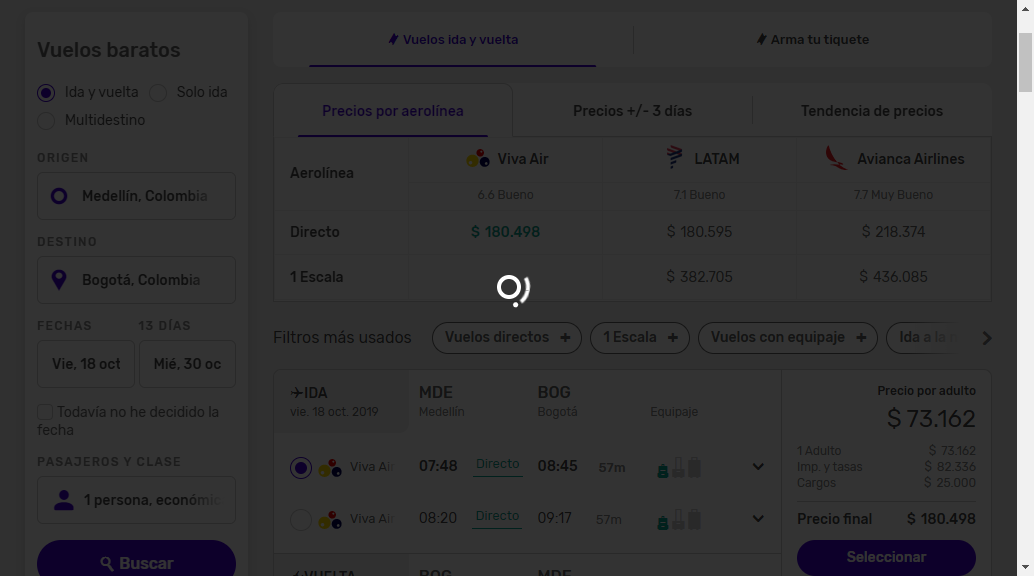 Vuelos baratos
Ida y vuelta
Solo ida
Multidestino
ORIGEN
Medellín, Colombia
DESTINO
Bogotá, Colombia
FECHAS
13 DÍAS
Vie, 18 oct
Mié, 30 oc
Todavía no he decidido la
fecha
PASAJEROS Y CLASE
1 persona, económic
Buscar
Vuelos ida y vuelta
Arma tu tiquete
Precios por aerolínea
Precios +/- 3 días
Tendencia de precios
Aerolínea
Viva Air
LATAM
Avianca Airlines
6.6 Bueno
7.1 Bueno
7.7 Muy Bueno
Directo
$ 180.498
$ 180.595
$ 218.374
1 Escala
$ 382.705
$ 436.085
Filtros más usados
Vuelos directos +
1 Escala +
Vuelos con equipaje +
Ida a la
IDA
MDE
BOG
vie. 18 oct. 2019
Medellín
Bogotá
Equipaje
Viva Air
07:48
Directo
08:45
57m
Viva Air
08:20
Directo
09:17
57m
VUELTA
BOG
MDE
Precio por adulto
$ 73.162
1 Adulto
$ 73.162
Imp. y tasas
$ 82.336
Cargos
$ 25.000
Precio final
$ 180.498
Seleccionar